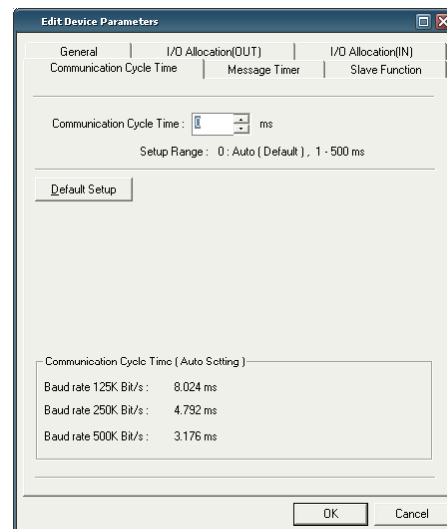 Edit Device Parameters
General I/O Allocation(OUT) I/O Allocation(IN)
Communication Cycle Time Message Timer Slave Function
Communication Cycle Time : 0 ms
Setup Range : 0 : Auto ( Default ) , 1 - 500 ms
Default Setup
Communication Cycle Time ( Auto Setting )
Baud rate 125K Bit/s : 8.024 ms
Baud rate 250K Bit/s : 4.792 ms
Baud rate 500K Bit/s : 3.176 ms
OK Cancel